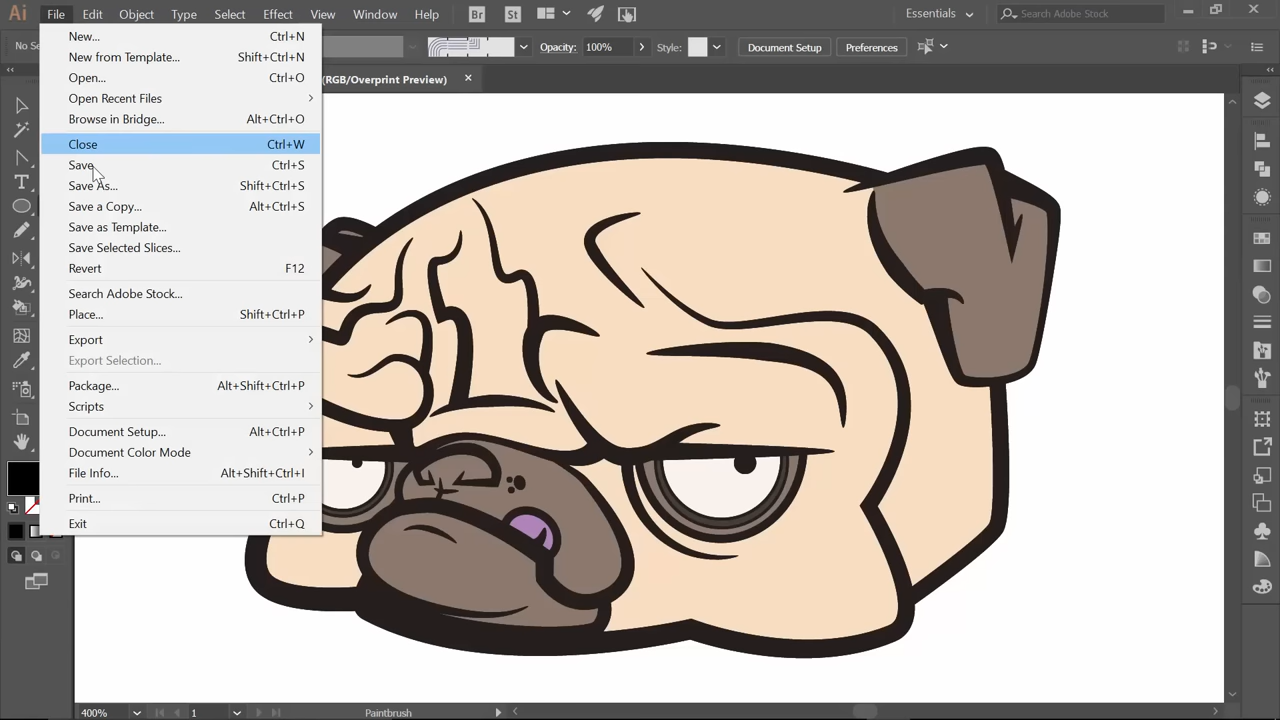 Ai File Edit Object Type Select Effect View Window Help Br St Essentials Search Adobe Stock
No Se Opacity: 100% Style: Document Setup Preferences
(RGB/Overprint Preview)
New... Ctrl+N
New from Template... Shift+Ctrl+N
Open... Ctrl+O
Open Recent Files
Browse in Bridge... Alt+Ctrl+O
Close Ctrl+W
Save Ctrl+S
Save As... Shift+Ctrl+S
Save a Copy... Alt+Ctrl+S
Save as Template...
Save Selected Slices...
Revert F12
Search Adobe Stock...
Place... Shift+Ctrl+P
Export
Export Selection...
Package... Alt+Shift+Ctrl+P
Scripts
Document Setup... Alt+Ctrl+P
Document Color Mode
File Info... Alt+Shift+Ctrl+I
Print... Ctrl+P
Exit Ctrl+Q
400% 1 Paintbrush